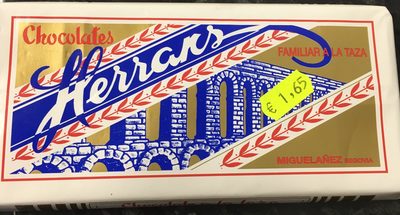 Chocolates
Herrans
FAMILIAR A LA TAZA
€ 1,65
MIGUELAÑEZ SEGOVIA